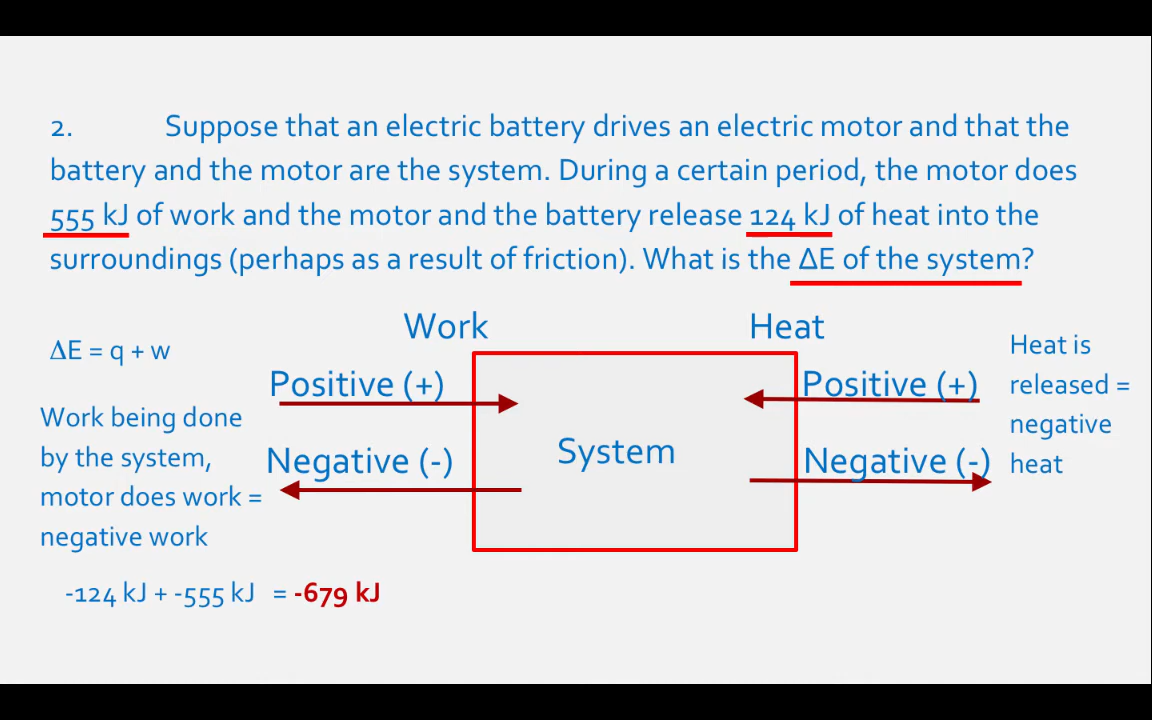 2. Suppose that an electric battery drives an electric motor and that the
battery and the motor are the system. During a certain period, the motor does
555 kJ of work and the motor and the battery release 124 kJ of heat into the
surroundings (perhaps as a result of friction). What is the ΔE of the system?
Work
Heat
ΔE = q + w
Positive (+)
Positive (+)
Heat is
released =
negative
heat
Work being done
by the system,
motor does work =
negative work
Negative (-)
System
Negative (-)
-124 kJ + -555 kJ = -679 kJ